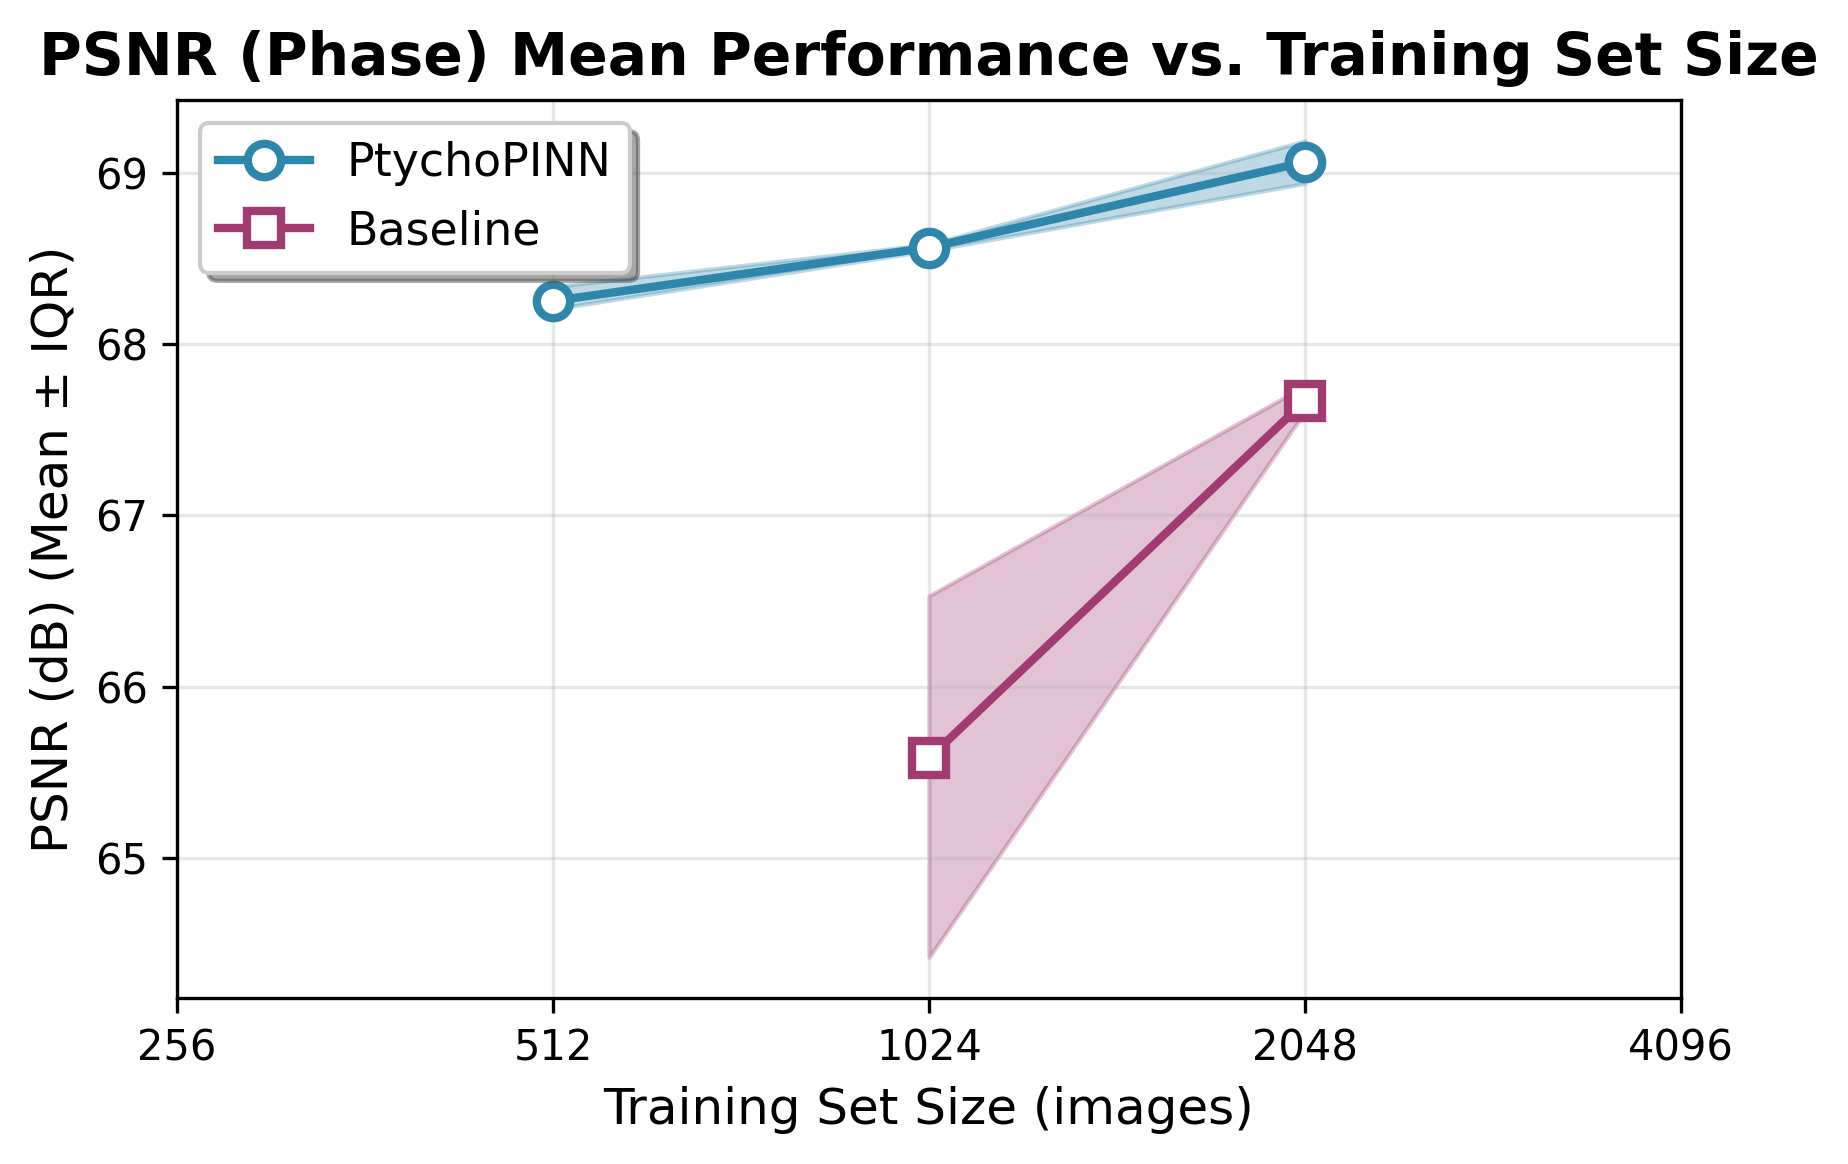 PSNR (Phase) Mean Performance vs. Training Set Size
PtychoPINN
Baseline
PSNR (dB) (Mean ± IQR)
69
68
67
66
65
256 512 1024 2048 4096
Training Set Size (images)